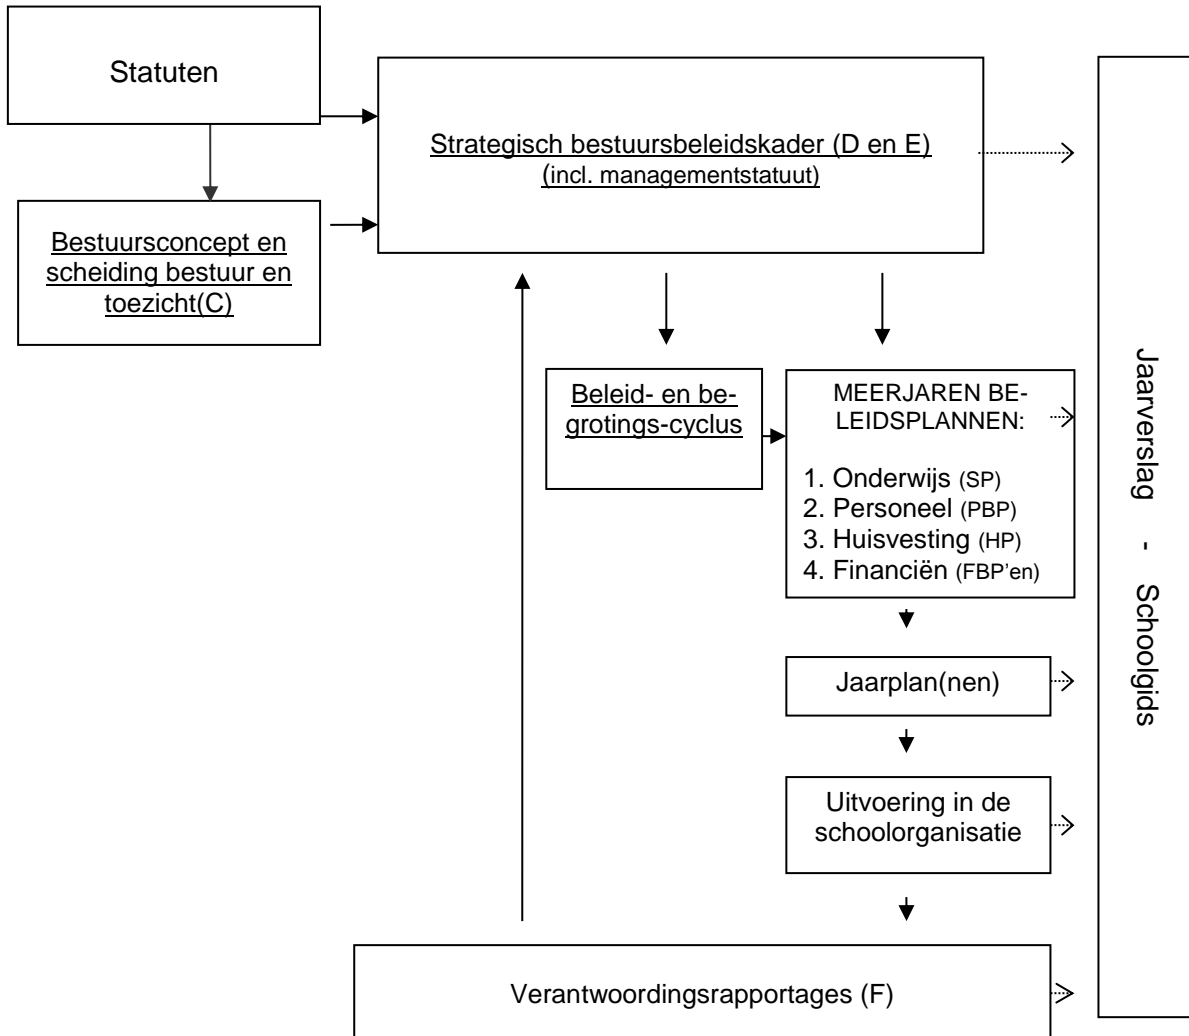 Statuten
Strategisch bestuursbeleidskader (D en E)
(incl. managementstatuut)
Bestuursconcept en
scheiding bestuur en
toezicht(C)
Beleid- en be-
grotings-cyclus
MEERJAREN BE-
LEIDSPLANNEN:
1. Onderwijs (SP)
2. Personeel (PBP)
3. Huisvesting (HP)
4. Financiën (FBP’en)
Jaarplan(nen)
Uitvoering in de
schoolorganisatie
Verantwoordingsrapportages (F)
Jaarverslag - Schoolgids